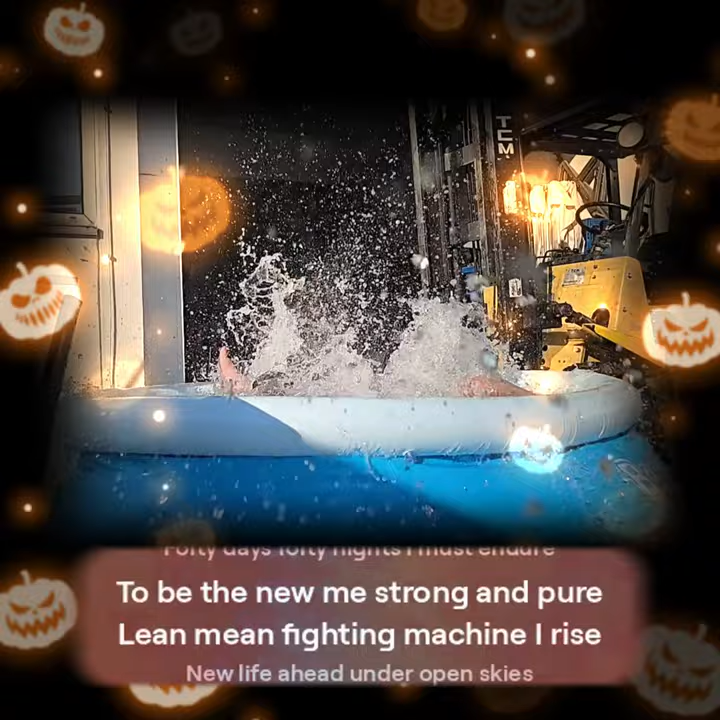 TCM
Forty days forty nights I must endure
To be the new me strong and pure
Lean mean fighting machine I rise
New life ahead under open skies